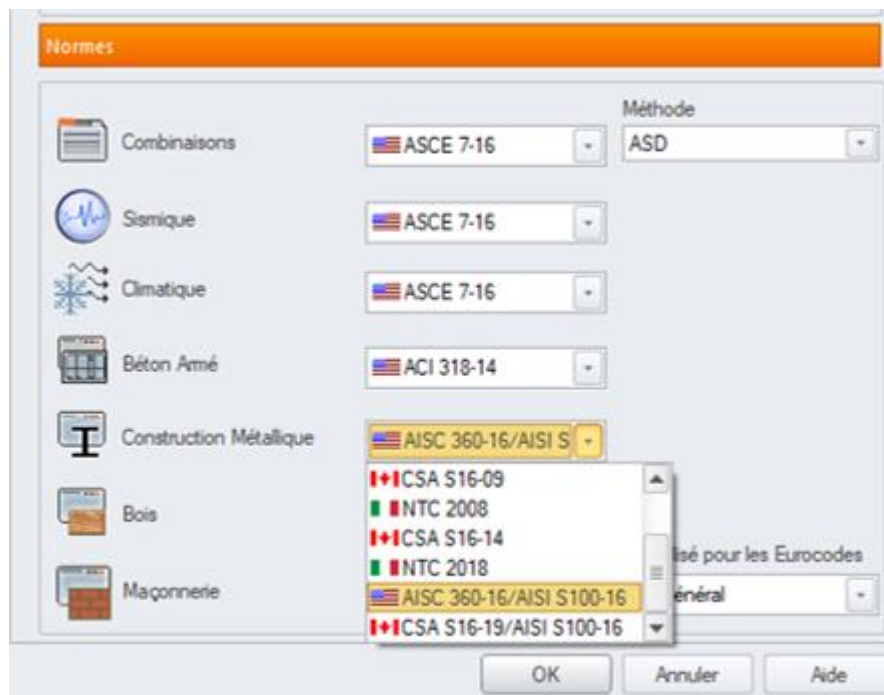 Normes
Méthode
Combinaisons
ASCE 7-16
ASD
Sismique
ASCE 7-16
Climatique
ASCE 7-16
Béton Armé
ACI 318-14
Construction Métallique
AISC 360-16/AISI S
CSA S16-09
NTC 2008
Bois
CSA S16-14
NTC 2018
pour les Eurocodes
Maçonnerie
AISC 360-16/AISI S100-16
CSA S16-19/AISI S100-16
OK
Annuler
Aide